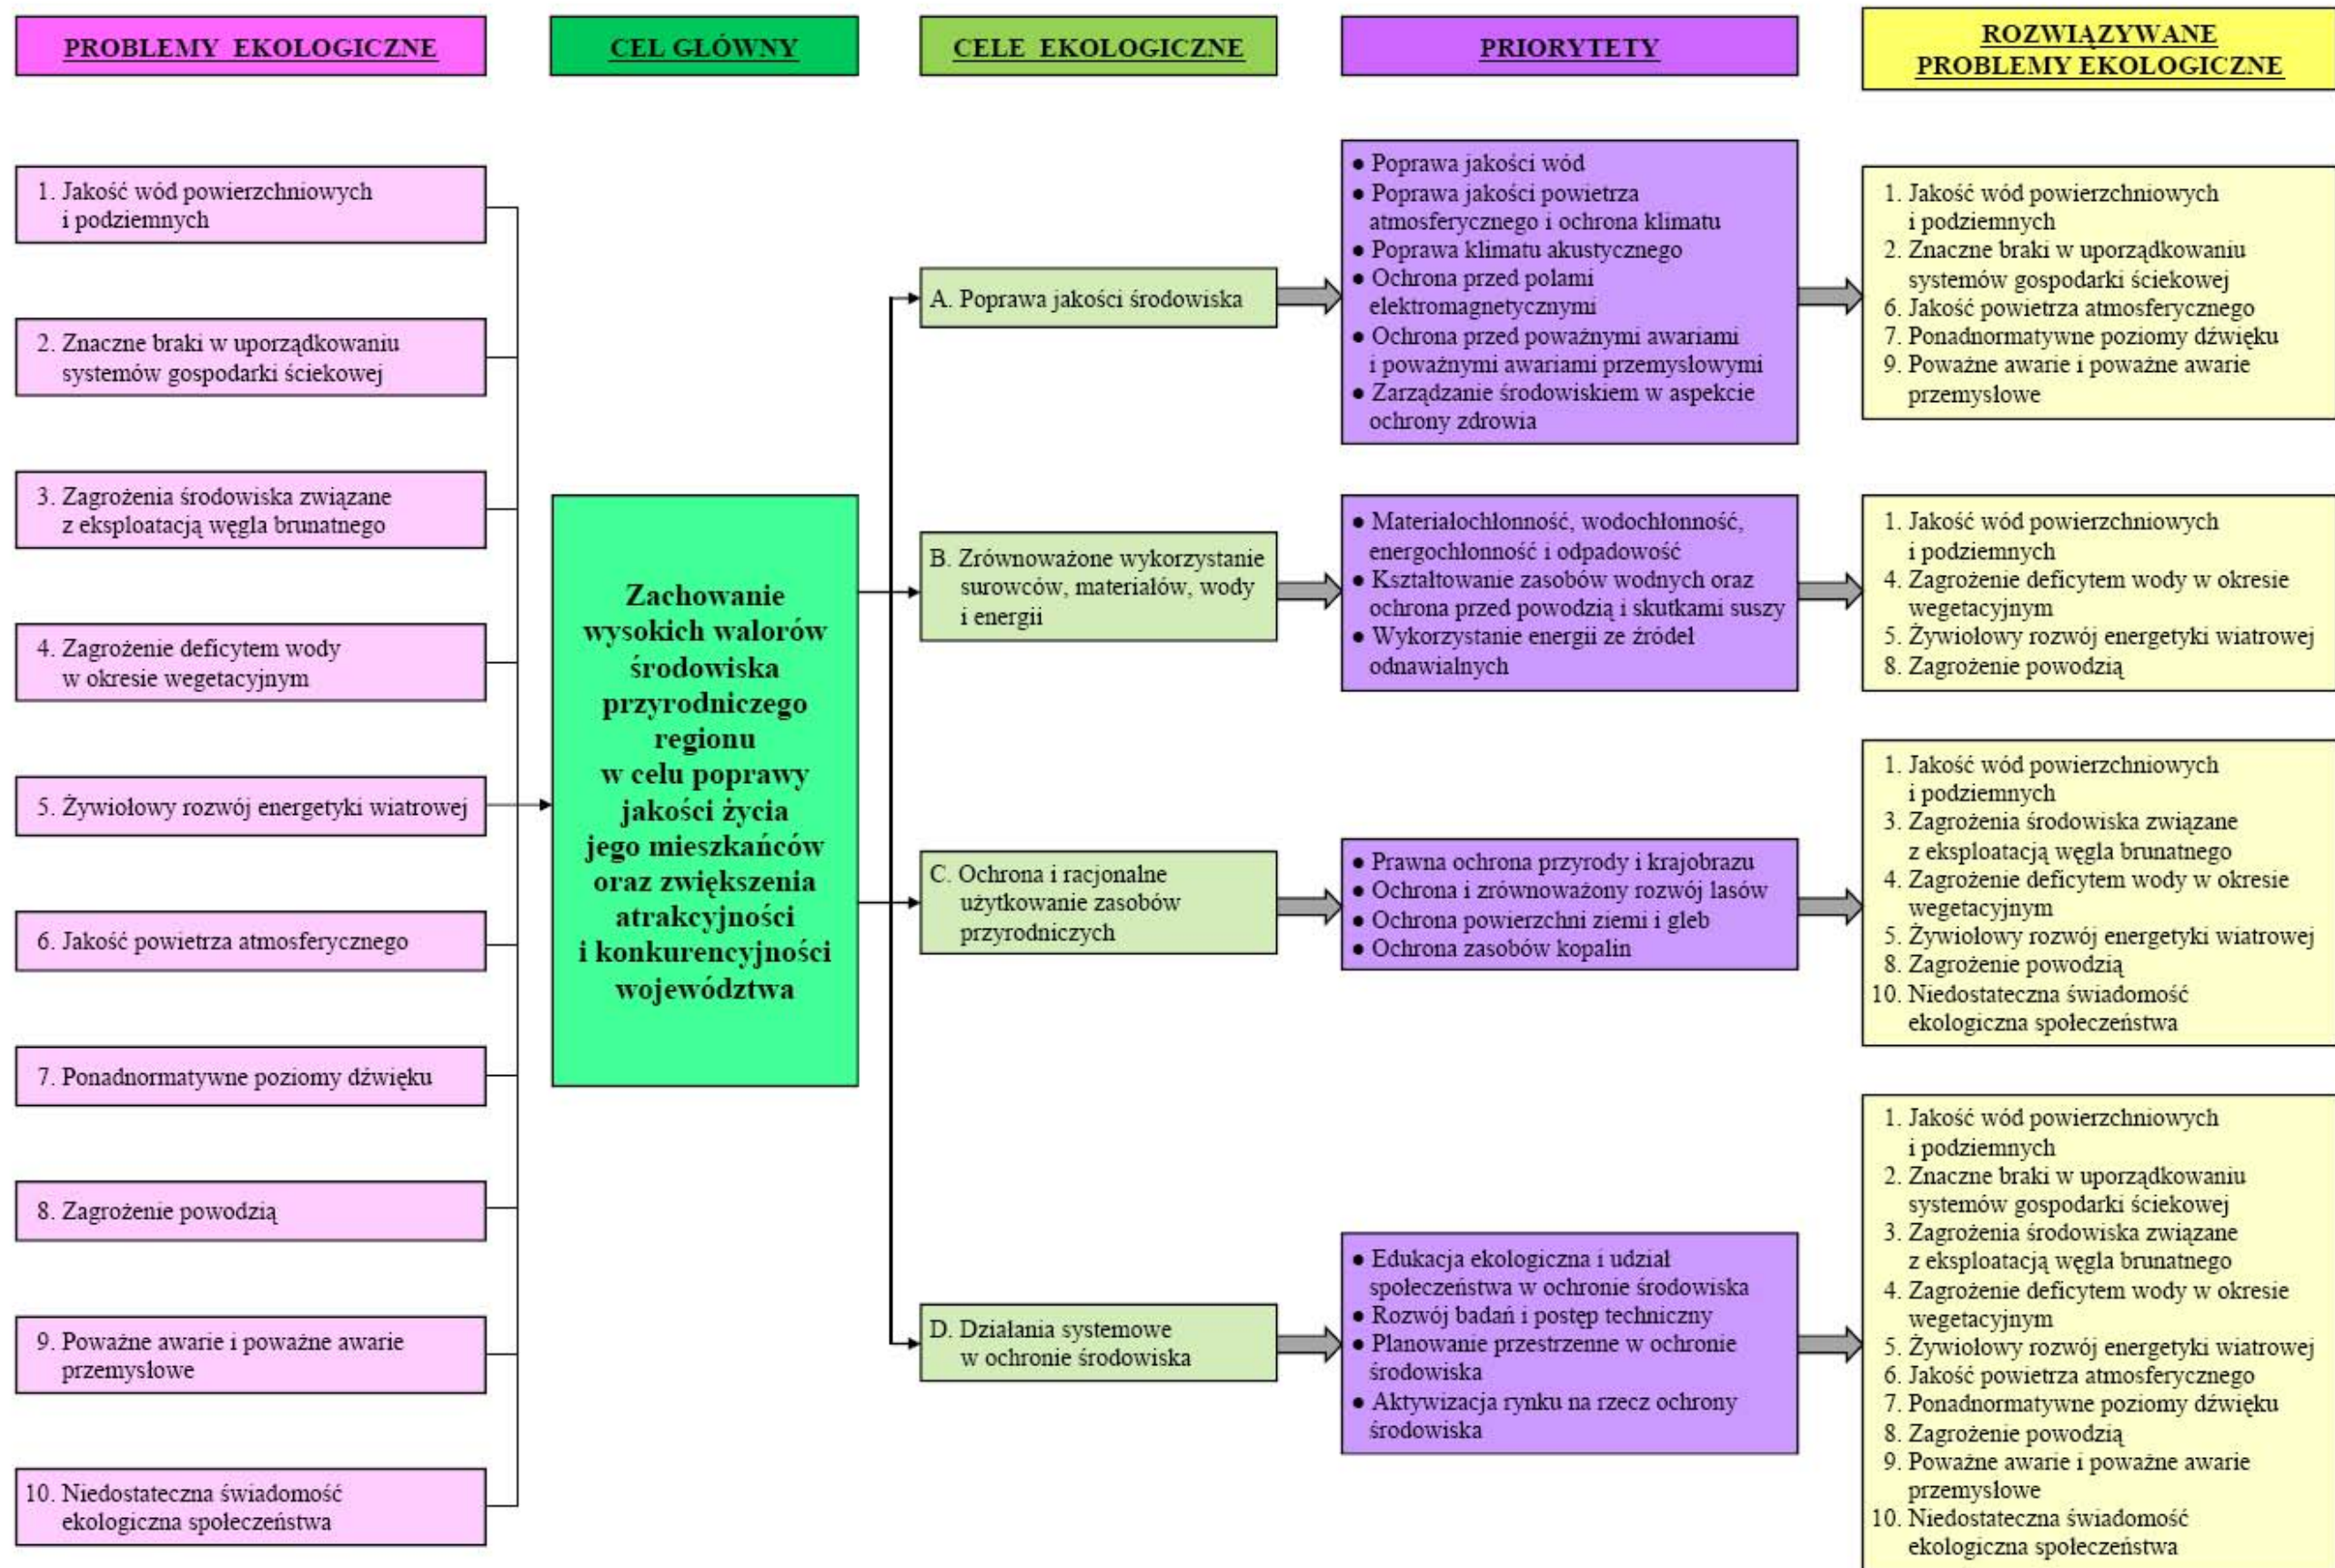 PROBLEMY EKOLOGICZNE
1. Jakość wód powierzchniowych
i podziemnych
2. Znaczne braki w uporządkowaniu
systemów gospodarki ściekowej
3. Zagrożenia środowiska związane
z eksploatacją węgla brunatnego
4. Zagrożenie deficytem wody
w okresie wegetacyjnym
5. Żywiołowy rozwój energetyki wiatrowej
6. Jakość powietrza atmosferycznego
7. Ponadnormatywne poziomy dźwięku
8. Zagrożenie powodzią
9. Poważne awarie i poważne awarie
przemysłowe
10. Niedostateczna świadomość
ekologiczna społeczeństwa
CEL GŁÓWNY
Zachowanie
wysokich walorów
środowiska
przyrodniczego
regionu
w celu poprawy
jakości życia
jego mieszkańców
oraz zwiększenia
atrakcyjności
i konkurencyjności
województwa
CELE EKOLOGICZNE
A. Poprawa jakości środowiska
B. Zrównoważone wykorzystanie
surowców, materiałów, wody
i energii
C. Ochrona i racjonalne
użytkowanie zasobów
przyrodniczych
D. Działania systemowe
w ochronie środowiska
PRIORYTETY
● Poprawa jakości wód
● Poprawa jakości powietrza
atmosferycznego i ochrona klimatu
● Poprawa klimatu akustycznego
● Ochrona przed polami
elektromagnetycznymi
● Ochrona przed poważnymi awariami
i poważnymi awariami przemysłowymi
● Zarządzanie środowiskiem w aspekcie
ochrony zdrowia
● Materiałochłonność, wodochłonność,
energochłonność i odpadowość
● Kształtowanie zasobów wodnych oraz
ochrona przed powodzią i skutkami suszy
● Wykorzystanie energii ze źródeł
odnawialnych
● Prawna ochrona przyrody i krajobrazu
● Ochrona i zrównoważony rozwój lasów
● Ochrona powierzchni ziemi i gleb
● Ochrona zasobów kopalin
● Edukacja ekologiczna i udział
społeczeństwa w ochronie środowiska
● Rozwój badań i postęp techniczny
● Planowanie przestrzenne w ochronie
środowiska
● Aktywizacja rynku na rzecz ochrony
środowiska
ROZWIĄZYWANE
PROBLEMY EKOLOGICZNE
1. Jakość wód powierzchniowych
i podziemnych
2. Znaczne braki w uporządkowaniu
systemów gospodarki ściekowej
6. Jakość powietrza atmosferycznego
7. Ponadnormatywne poziomy dźwięku
9. Poważne awarie i poważne awarie
przemysłowe
1. Jakość wód powierzchniowych
i podziemnych
4. Zagrożenie deficytem wody w okresie
wegetacyjnym
5. Żywiołowy rozwój energetyki wiatrowej
8. Zagrożenie powodzią
1. Jakość wód powierzchniowych
i podziemnych
3. Zagrożenia środowiska związane
z eksploatacją węgla brunatnego
4. Zagrożenie deficytem wody w okresie
wegetacyjnym
5. Żywiołowy rozwój energetyki wiatrowej
8. Zagrożenie powodzią
10. Niedostateczna świadomość
ekologiczna społeczeństwa
1. Jakość wód powierzchniowych
i podziemnych
2. Znaczne braki w uporządkowaniu
systemów gospodarki ściekowej
3. Zagrożenia środowiska związane
z eksploatacją węgla brunatnego
4. Zagrożenie deficytem wody w okresie
wegetacyjnym
5. Żywiołowy rozwój energetyki wiatrowej
6. Jakość powietrza atmosferycznego
7. Ponadnormatywne poziomy dźwięku
8. Zagrożenie powodzią
9. Poważne awarie i poważne awarie
przemysłowe
10. Niedostateczna świadomość
ekologiczna społeczeństwa